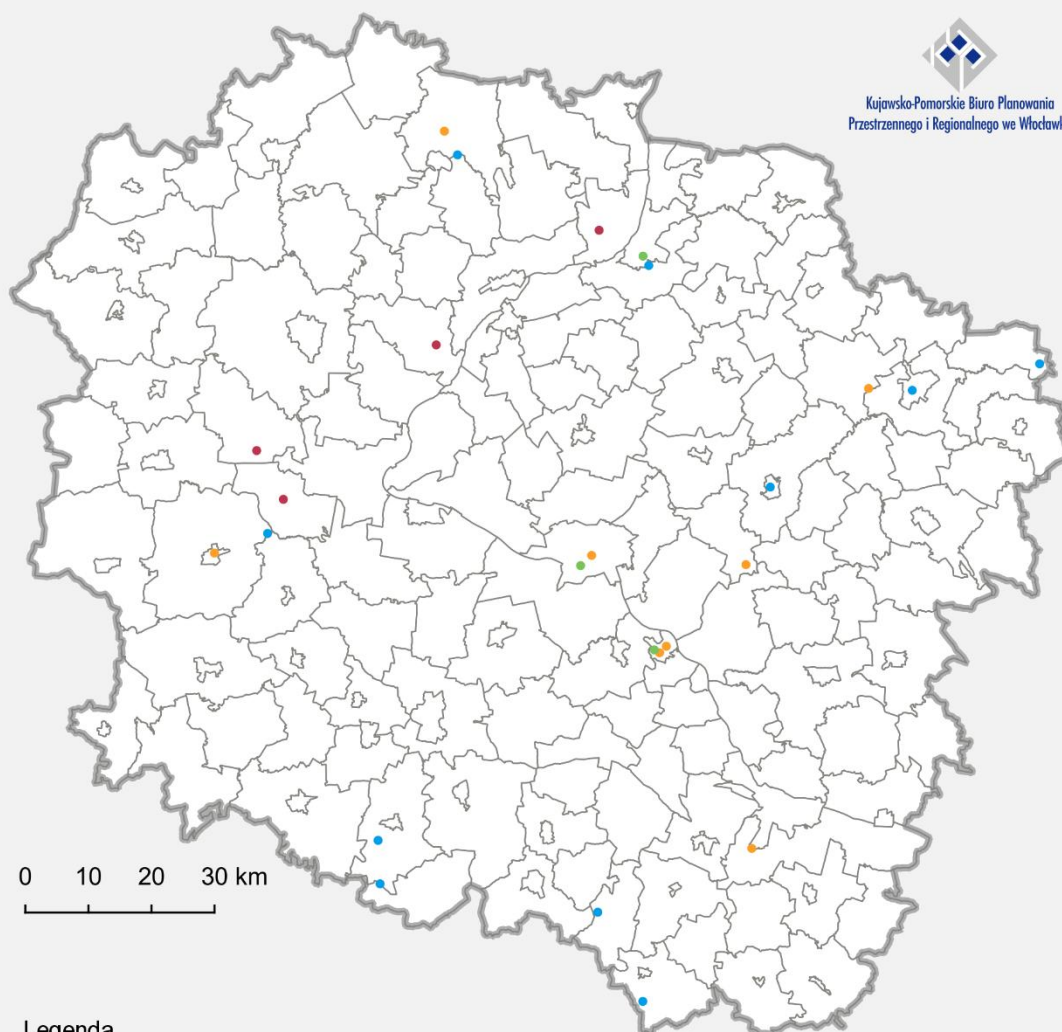 Kujawsko-Pomorskie Biuro Planowania
Przestrzennego i Regionalnego we Włocławk
0 10 20 30 km
Legenda